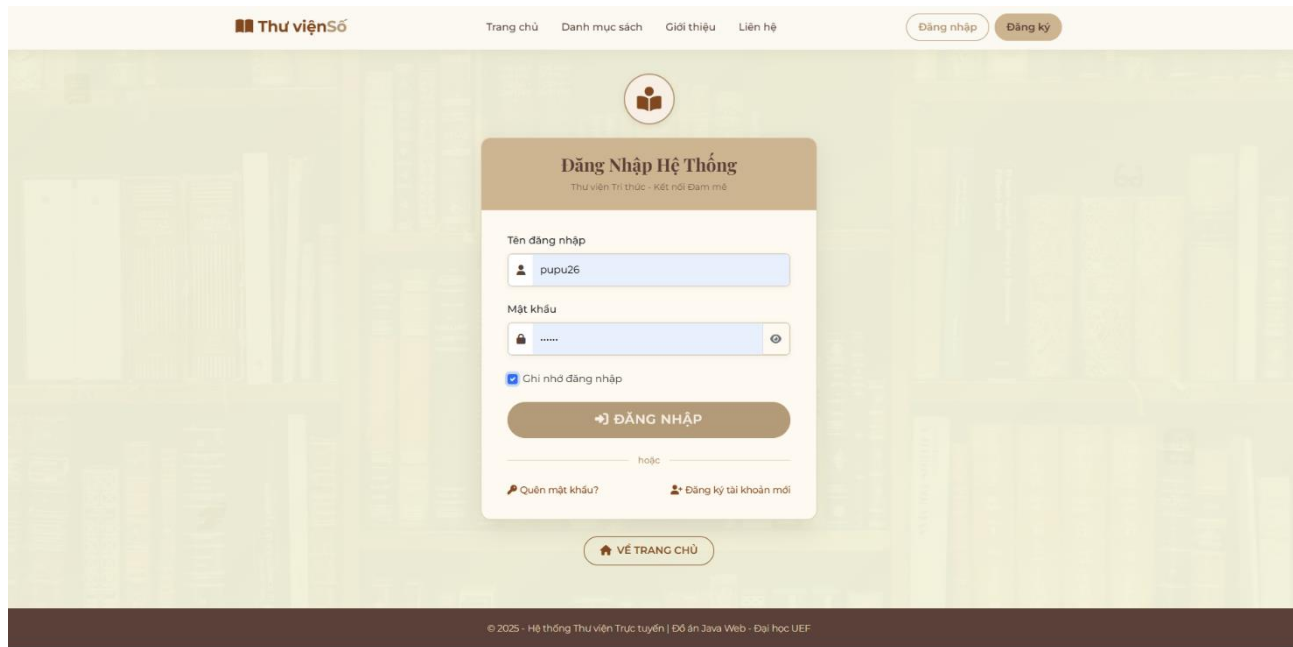 Thư việnSố
Trang chủ Danh mục sách Giới thiệu Liên hệ
Đăng nhập Đăng ký
Đăng Nhập Hệ Thống
Thư viện Tri thức - Kết nối Đam mê
Tên đăng nhập
pupu26
Mật khẩu
••••••
Ghi nhớ đăng nhập
ĐĂNG NHẬP
hoặc
Quên mật khẩu? Đăng ký tài khoản mới
VỀ TRANG CHỦ
© 2025 - Hệ thống Thư viện Trực tuyến | Đồ án Java Web - Đại học UEF